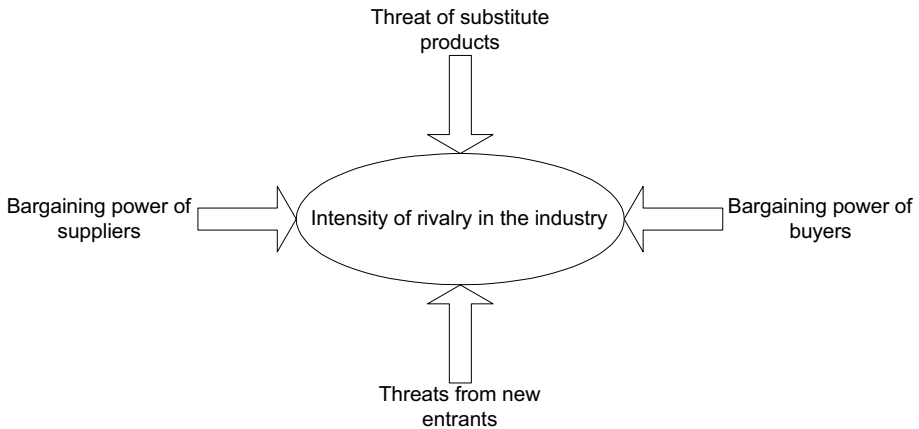 Threat of substitute
products
Bargaining power of
suppliers
Intensity of rivalry in the industry
Bargaining power of
buyers
Threats from new
entrants